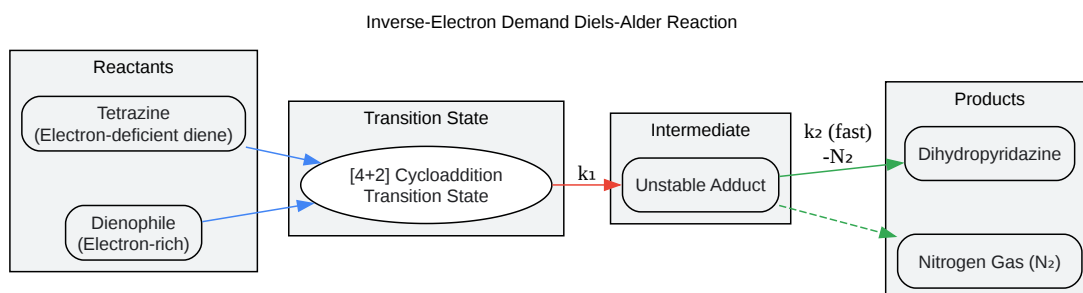 Inverse-Electron Demand Diels-Alder Reaction
Reactants
Tetrazine
(Electron-deficient diene)
Dienophile
(Electron-rich)
Transition State
[4+2] Cycloaddition
Transition State
k₁
Intermediate
Unstable Adduct
k₂ (fast)
-N₂
Products
Dihydropyridazine
Nitrogen Gas (N₂)